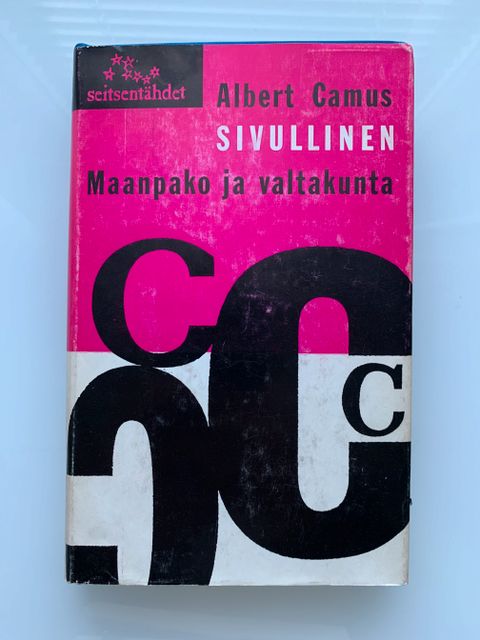 seitsentähdet
Albert Camus
SIVULLINEN
Maanpako ja valtakunta
C
C
C
C